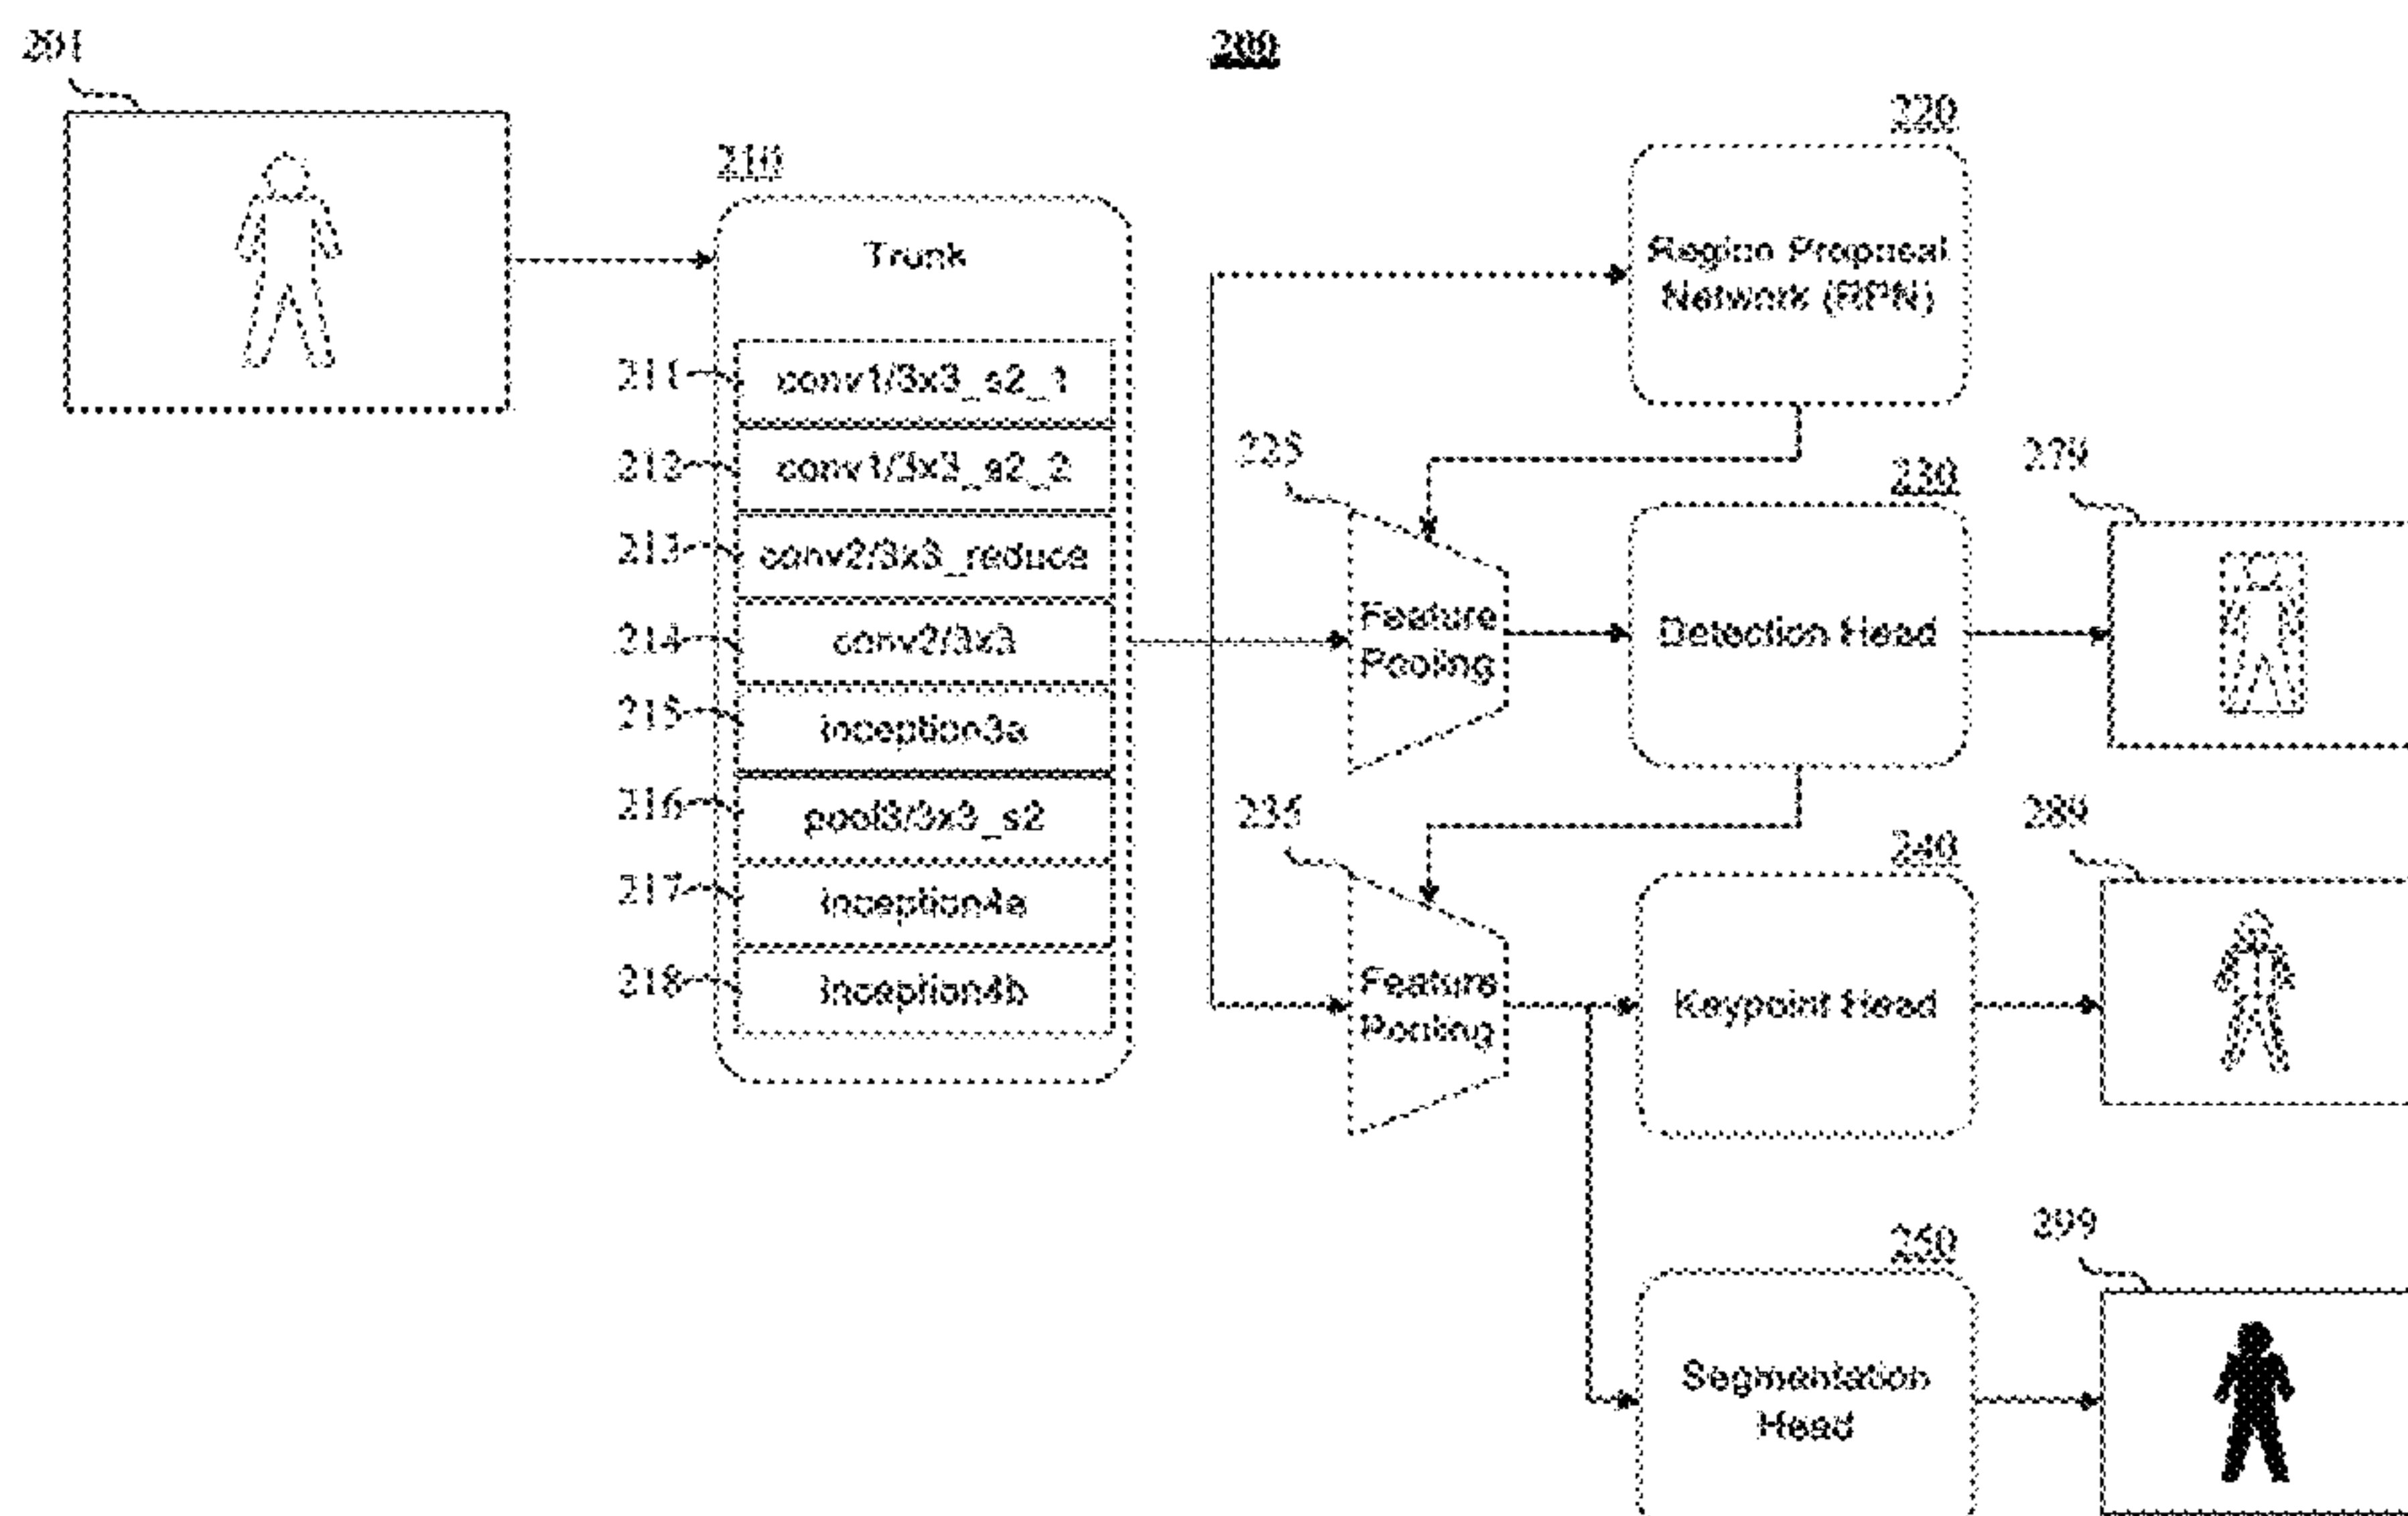 201
200
220
210
Trunk
Region Proposal
Network (RPN)
211
conv1/3x3_s2_1
212
conv1/3x3_s2_2
213
conv2/3x3_reduce
214
conv2/3x3
215
inception3a
216
pool3/3x3_s2
217
inception4a
218
inception4b
225
Feature
Pooling
230
Detection Head
279
235
Feature
Pooling
240
Keypoint Head
289
250
Segmentation
Head
299